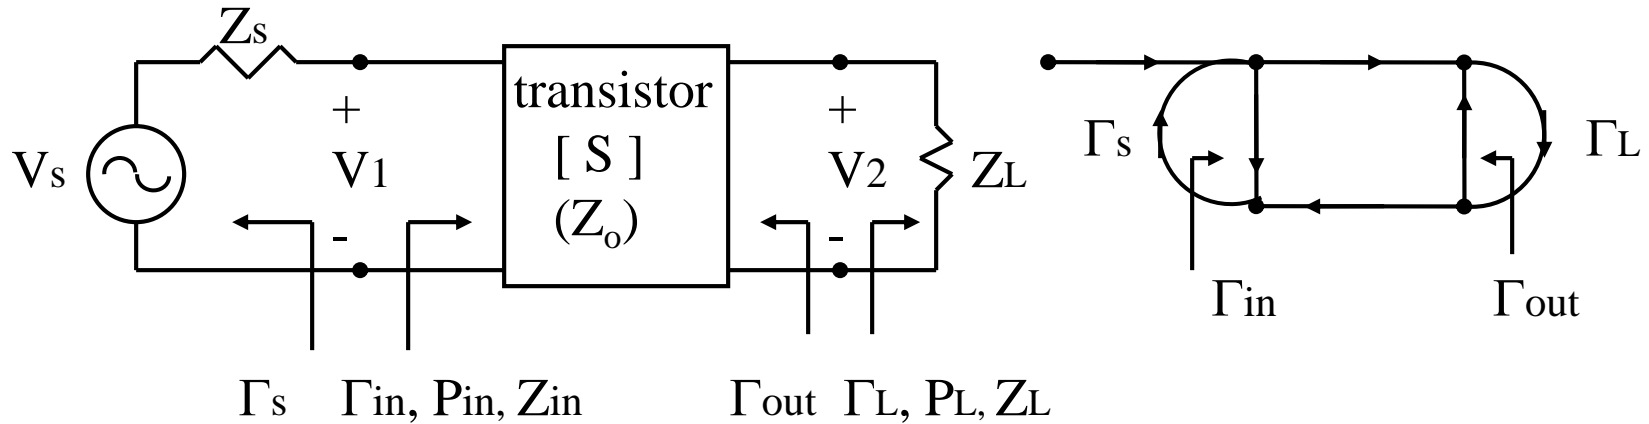 Zs
transistor
[ S ]
(Zo)
Vs
+
V1
-
+
V2
-
ZL
Γs
Γin, Pin, Zin
Γout
ΓL, PL, ZL
Γs
ΓL
Γin
Γout